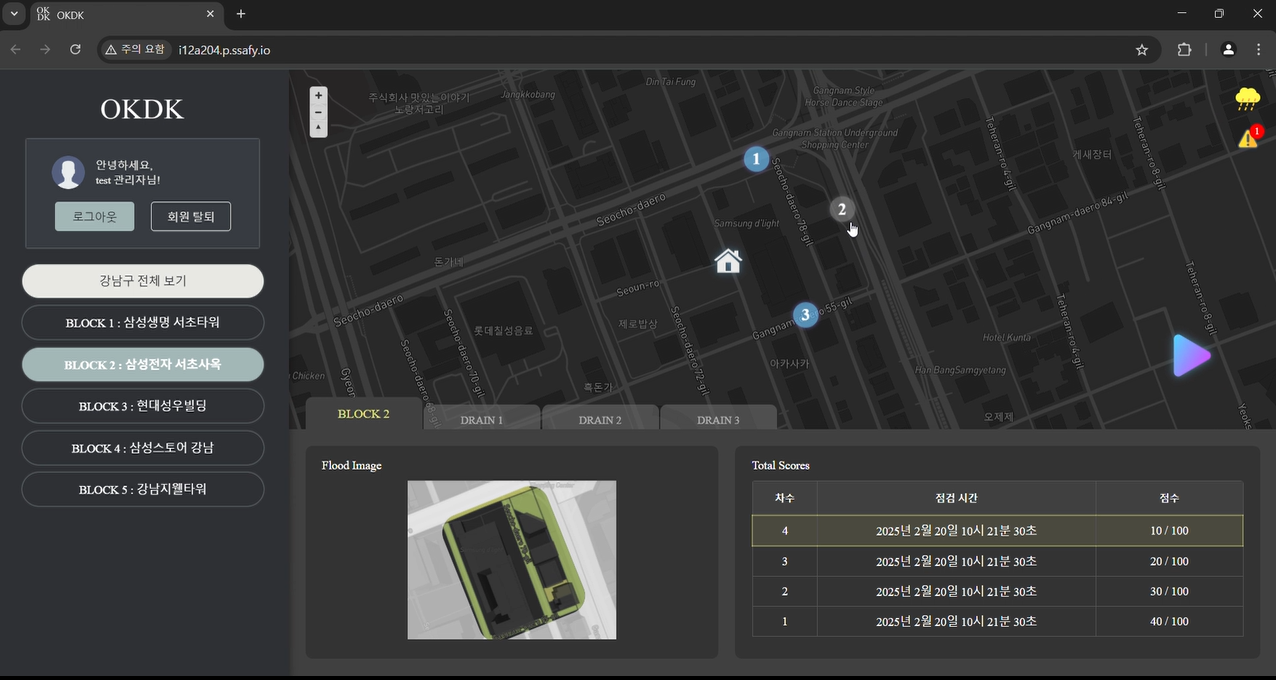 OK
DK
OKDK
주의 요함
i12a204.p.ssafy.io
OKDK
안녕하세요,
test 관리자님!
로그아웃
회원 탈퇴
강남구 전체 보기
BLOCK 1 : 삼성생명 서초타워
BLOCK 2 : 삼성전자 서초사옥
BLOCK 3 : 현대성우빌딩
BLOCK 4 : 삼성스토어 강남
BLOCK 5 : 강남지웰타워
+
−
Din Tai Fung
주식회사 맛있는이야기
노랑저고리
Jangkkobang
Gangnam Style
Horse Dance Stage
Gangnam Station Underground
Shopping Center
1
1
2
3
Seocho-daero 78-gil
Teheran-ro 4-gil
Teheran-ro 8-gil
게새장터
Seocho-daero
Samsung d'light
Gangnam-daero 84-gil
돈가네
Seoun-ro
Seocho-daero
롯데칠성음료
제로밥상
Seocho-daero 72-gil
Seocho-daero 70-gil
Teheran-ro 4-gil
Teheran-ro 8-gil
Hotel Kunta
Han BangSamgyetang
아카사카
Chicken
흑돈가
오제제
BLOCK 2
DRAIN 1
DRAIN 2
DRAIN 3
Flood Image
Total Scores
차수 점검 시간 점수
4 2025년 2월 20일 10시 21분 30초 10 / 100
3 2025년 2월 20일 10시 21분 30초 20 / 100
2 2025년 2월 20일 10시 21분 30초 30 / 100
1 2025년 2월 20일 10시 21분 30초 40 / 100